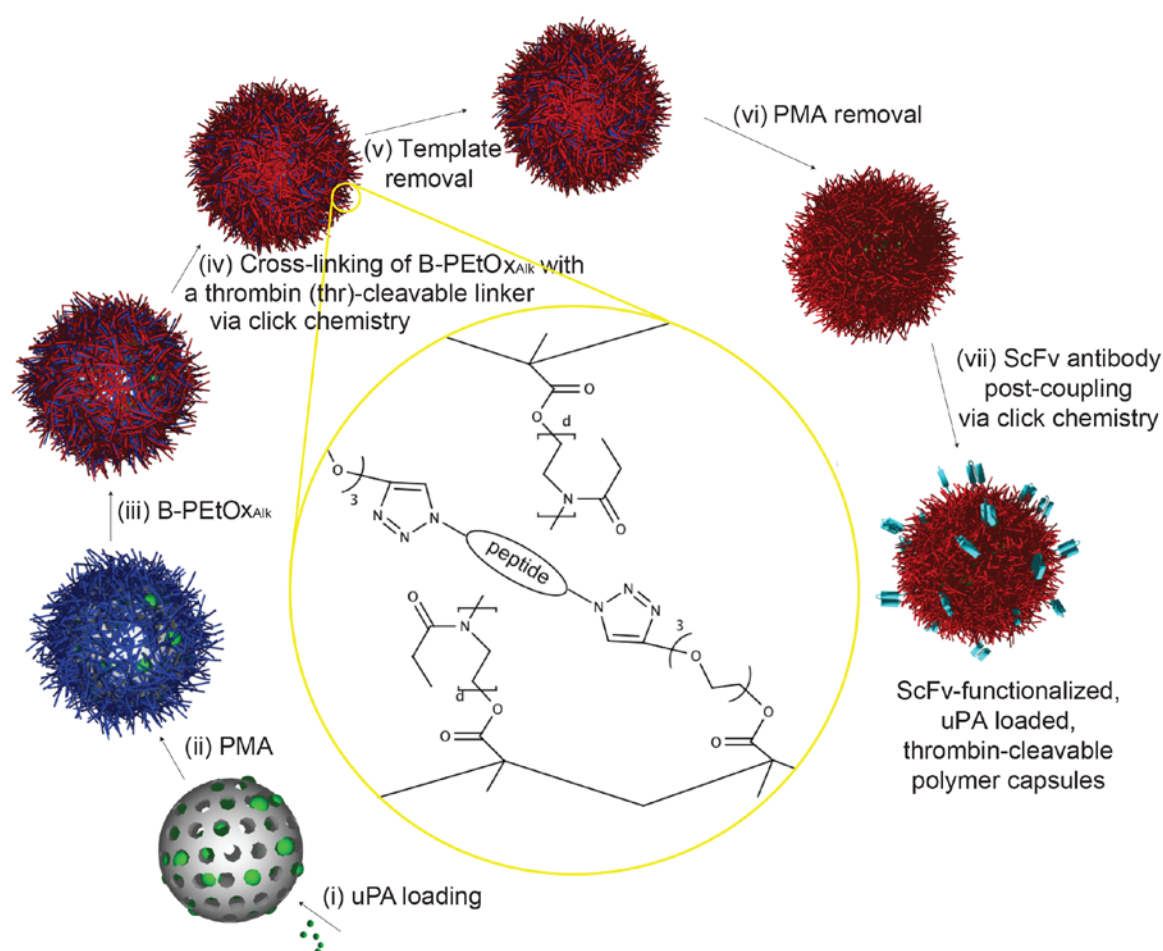 (i) uPA loading
(ii) PMA
(iii) B-PEtOxAlk
(iv) Cross-linking of B-PEtOxAlk with
a thrombin (thr)-cleavable linker
via click chemistry
(v) Template
removal
(vi) PMA removal
(vii) ScFv antibody
post-coupling
via click chemistry
ScFv-functionalized,
uPA loaded,
thrombin-cleavable
polymer capsules
O
O
d
N
O
O
3
N
N
N
peptide
N
N
N
3
O
O
N
d
O
O
O
O